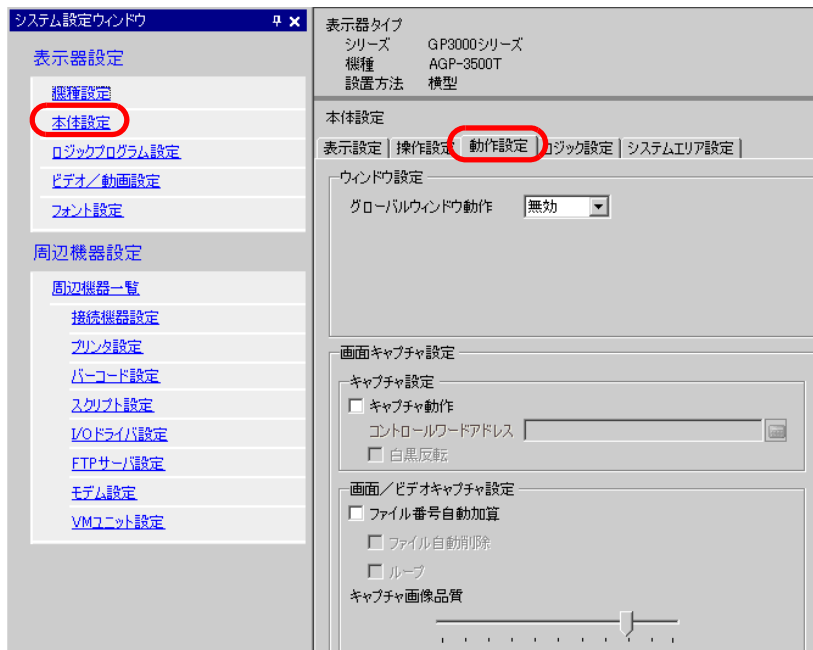 システム設定ウィンドウ
表示器設定
機種設定
本体設定
ロジックプログラム設定
ビデオ／動画設定
フォント設定
周辺機器設定
周辺機器一覧
接続機器設定
プリンタ設定
バーコード設定
スクリプト設定
I/Oドライバ設定
FTPサーバ設定
モデム設定
VMユニット設定
表示器タイプ
シリーズ GP3000シリーズ
機種 AGP-3500T
設置方法 横型
本体設定
表示設定 操作設定 動作設定 ロジック設定 システムエリア設定
ウィンドウ設定
グローバルウィンドウ動作 無効
画面キャプチャ設定
キャプチャ設定
キャプチャ動作
コントロールワードアドレス
白黒反転
画面／ビデオキャプチャ設定
ファイル番号自動加算
ファイル自動削除
ループ
キャプチャ画像品質